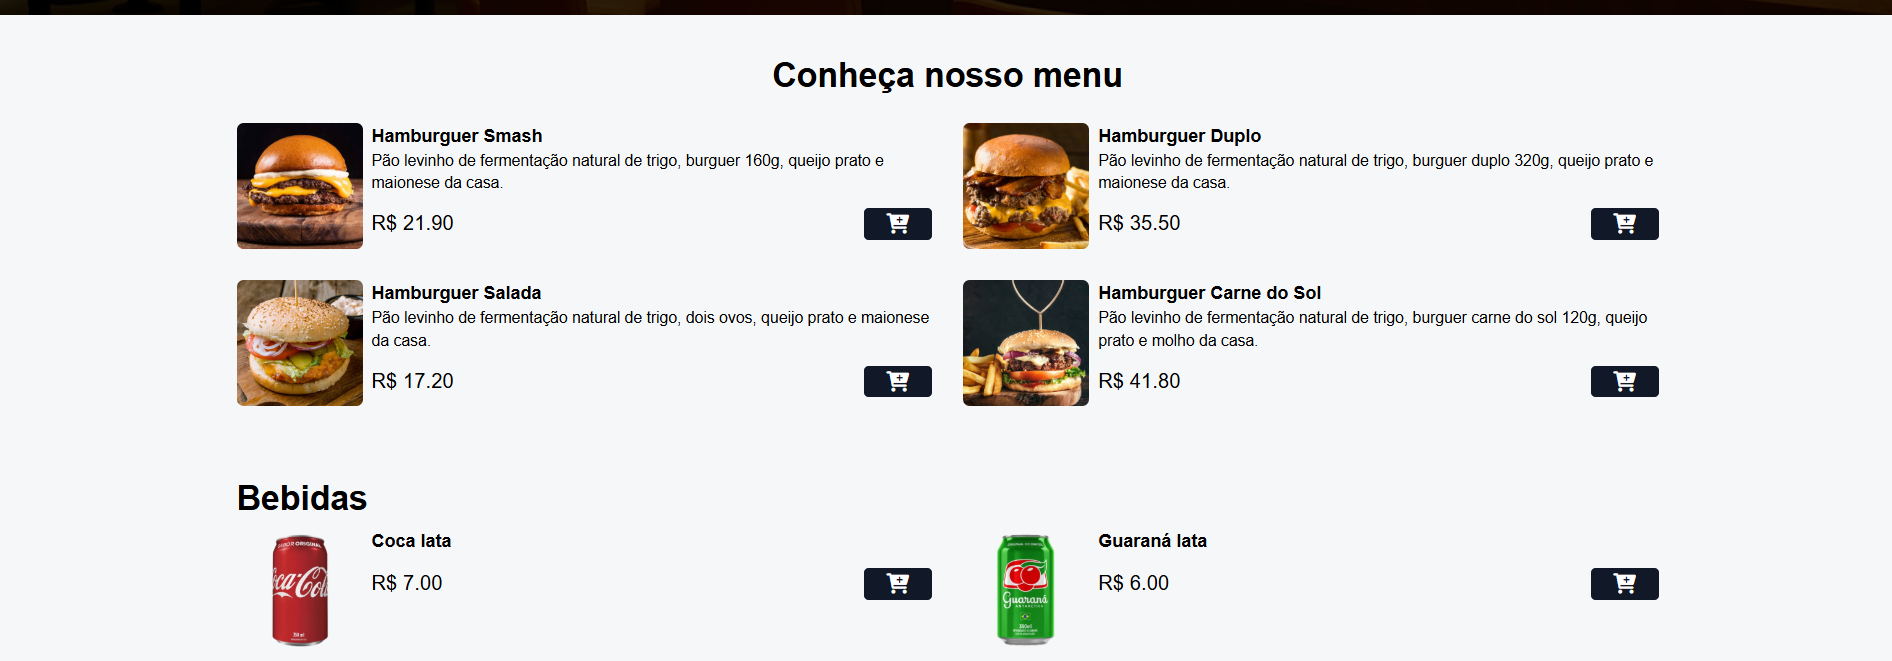 Conheça nosso menu
Hamburguer Smash
Pão levinho de fermentação natural de trigo, burguer 160g, queijo prato e
maionese da casa.
R$ 21.90
Hamburguer Duplo
Pão levinho de fermentação natural de trigo, burguer duplo 320g, queijo prato e
maionese da casa.
R$ 35.50
Hamburguer Salada
Pão levinho de fermentação natural de trigo, dois ovos, queijo prato e maionese
da casa.
R$ 17.20
Hamburguer Carne do Sol
Pão levinho de fermentação natural de trigo, burguer carne do sol 120g, queijo
prato e molho da casa.
R$ 41.80
Bebidas
Coca lata
R$ 7.00
Guaraná lata
R$ 6.00
Guaraná
ANTARCTICA